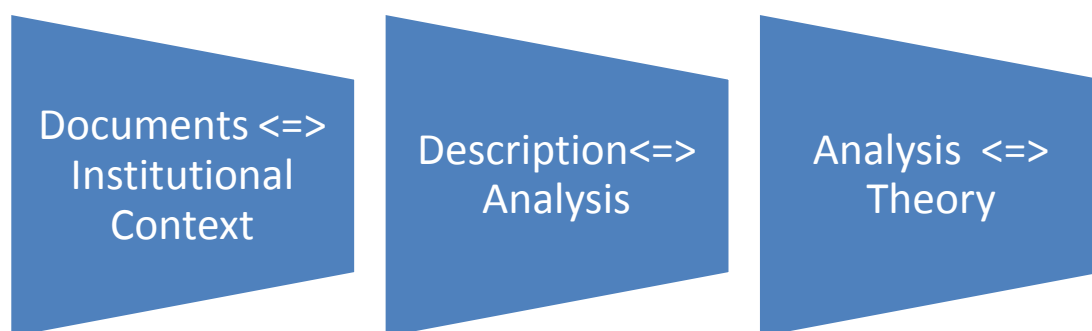 Documents <=>
Institutional
Context
Description<=>
Analysis
Analysis  <=>
Theory